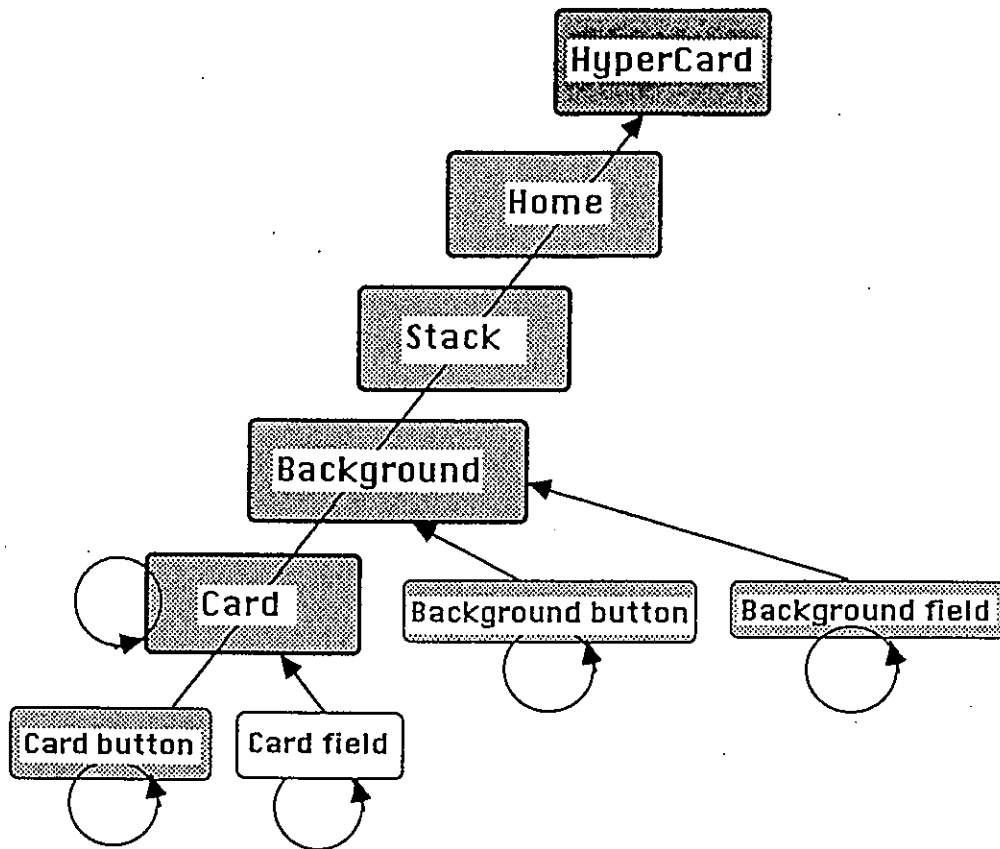 HyperCard
Home
Stack
Background
Card
Background button
Background field
Card button
Card field